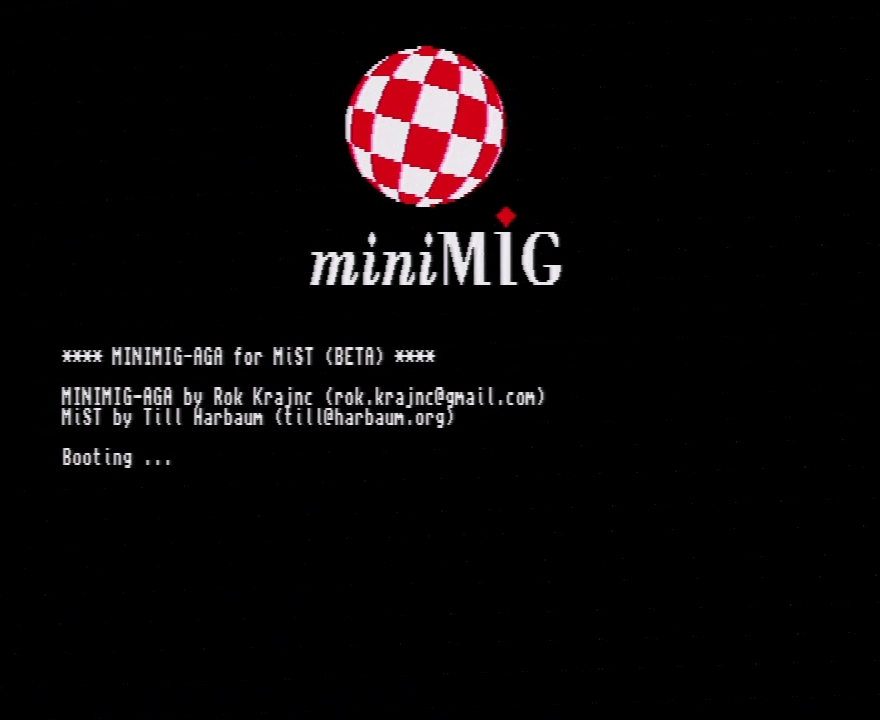 miniMIG
**** MINIMIG-AGA for MiST (BETA) ****
MINIMIG-AGA by Rok Krajnc (rok.krajnc@gmail.com)
MiST by Till Harbaum (till@harbaum.org)
Booting ...